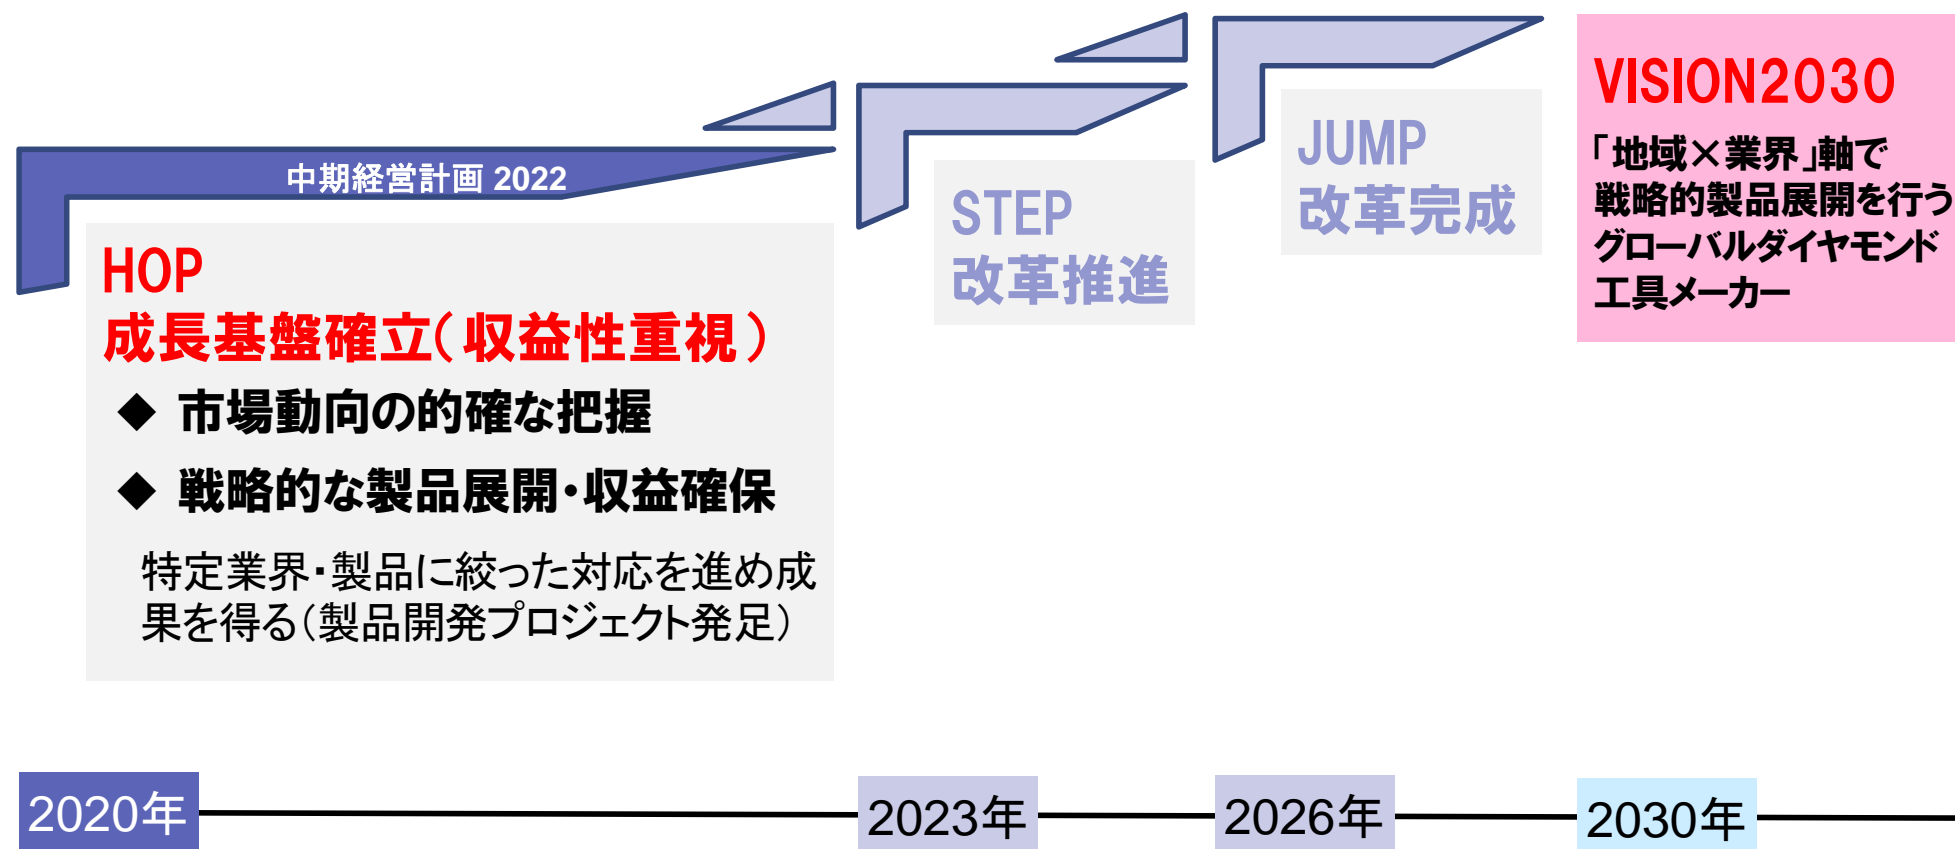 中期経営計画 2022
HOP
成長基盤確立（収益性重視）
◆ 市場動向の的確な把握
◆ 戦略的な製品展開・収益確保
特定業界・製品に絞った対応を進め成
果を得る（製品開発プロジェクト発足）
STEP
改革推進
JUMP
改革完成
VISION2030
「地域×業界」軸で
戦略的製品展開を行う
グローバルダイヤモンド
工具メーカー
2020年
2023年
2026年
2030年